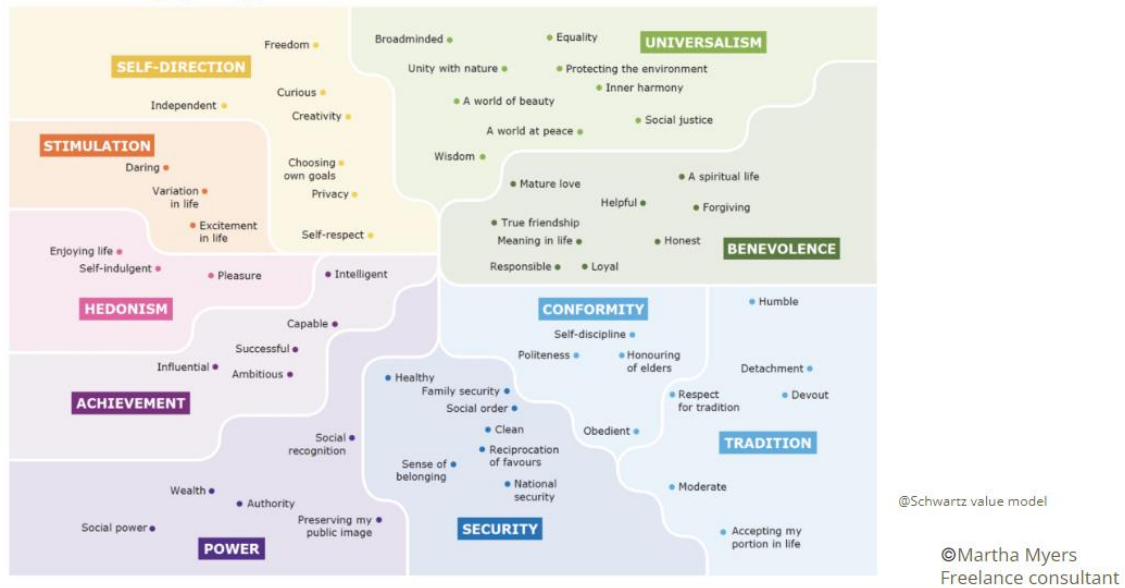 Freedom
Broadminded
Equality
UNIVERSALISM
SELF-DIRECTION
Unity with nature
Protecting the environment
Curious
Inner harmony
Independent
A world of beauty
Creativity
Social justice
A world at peace
STIMULATION
Wisdom
Daring
Choosing
own goals
A spiritual life
Mature love
Variation
in life
Privacy
Helpful
Forgiving
Excitement
in life
True friendship
Self-respect
Meaning in life
Honest
BENEVOLENCE
Enjoying life
Self-indulgent
Pleasure
Intelligent
Responsible
Loyal
HEDONISM
CONFORMITY
Humble
Capable
Self-discipline
Successful
Politeness
Honouring
of elders
Influential
Ambitious
Healthy
Detachment
Family security
ACHIEVEMENT
Social order
Respect
for tradition
Devout
Clean
Obedient
TRADITION
Social
recognition
Reciprocation
of favours
Sense of
belonging
Wealth
National
security
Moderate
Authority
@Schwartz value model
Social power
Preserving my
public image
SECURITY
Accepting my
portion in life
POWER
©Martha Myers
Freelance consultant